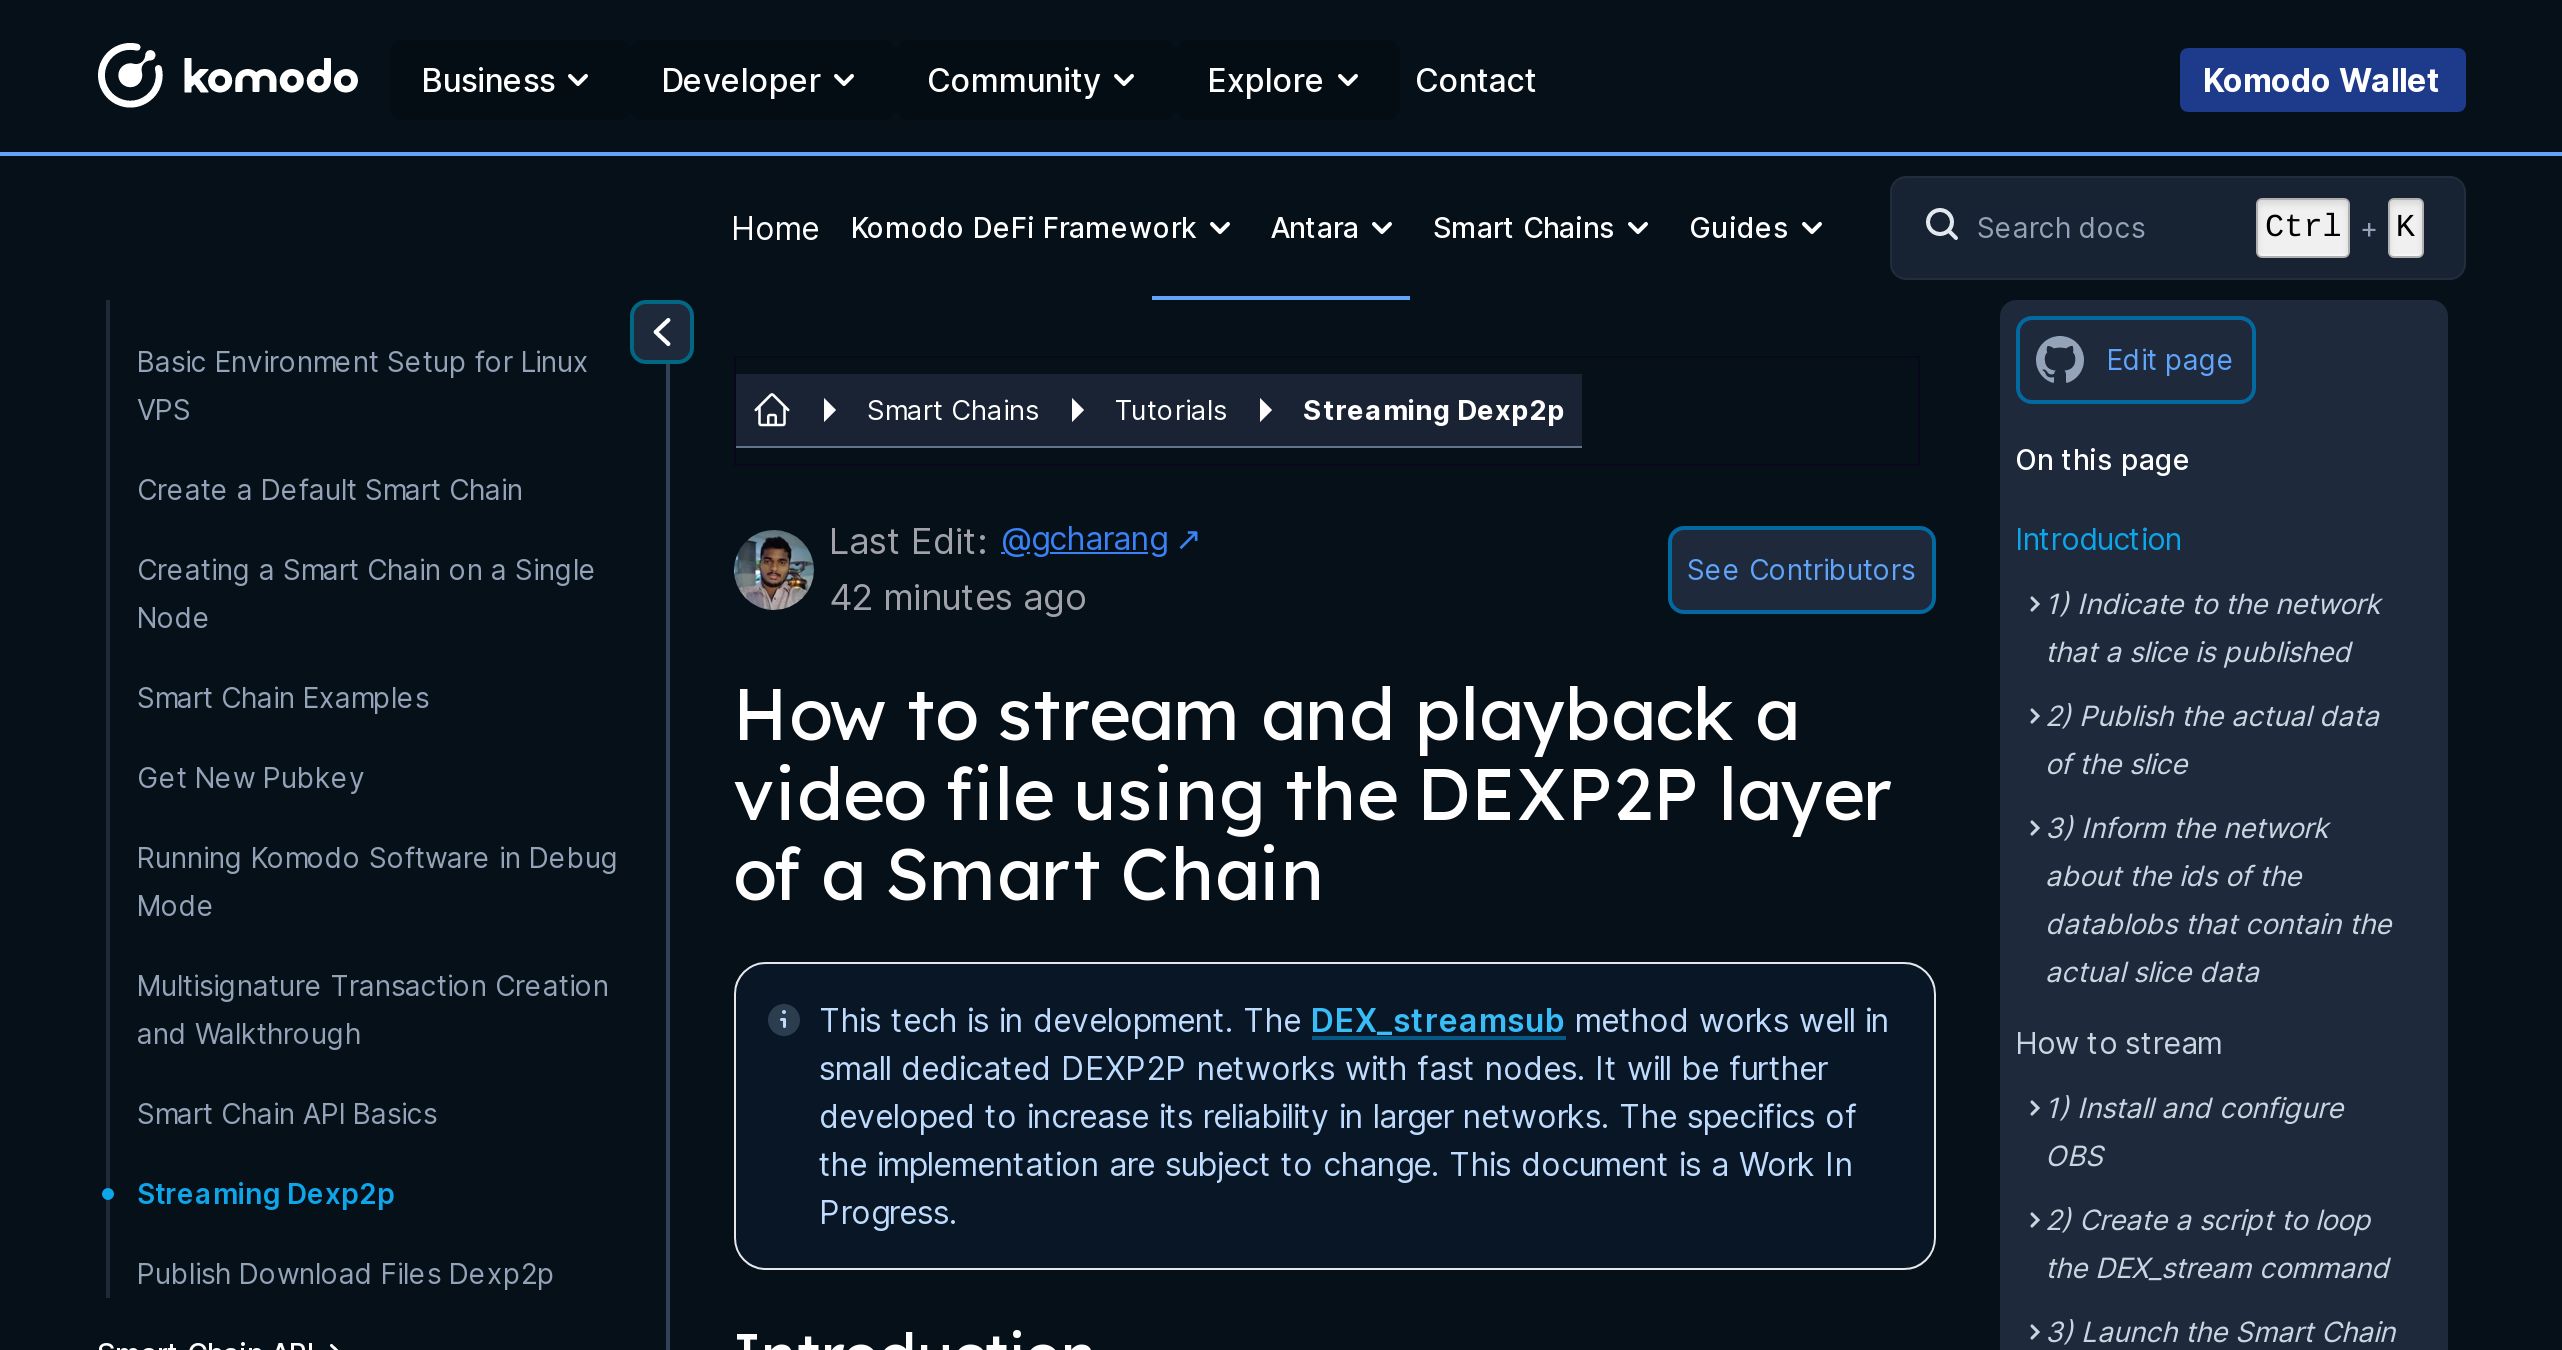 komodo Business Developer Community Explore Contact Komodo Wallet
Home Komodo DeFi Framework Antara Smart Chains Guides Search docs Ctrl + K
Basic Environment Setup for Linux
VPS
Create a Default Smart Chain
Creating a Smart Chain on a Single
Node
Smart Chain Examples
Get New Pubkey
Running Komodo Software in Debug
Mode
Multisignature Transaction Creation
and Walkthrough
Smart Chain API Basics
Streaming Dexp2p
Publish Download Files Dexp2p
Smart Chain API
Smart Chains Tutorials Streaming Dexp2p
Last Edit: @gcharang ↗
42 minutes ago
See Contributors
How to stream and playback a
video file using the DEXP2P layer
of a Smart Chain
This tech is in development. The DEX_streamsub method works well in
small dedicated DEXP2P networks with fast nodes. It will be further
developed to increase its reliability in larger networks. The specifics of
the implementation are subject to change. This document is a Work In
Progress.
Introduction
Edit page
On this page
Introduction
1) Indicate to the network
that a slice is published
2) Publish the actual data
of the slice
3) Inform the network
about the ids of the
datablobs that contain the
actual slice data
How to stream
1) Install and configure
OBS
2) Create a script to loop
the DEX_stream command
3) Launch the Smart Chain